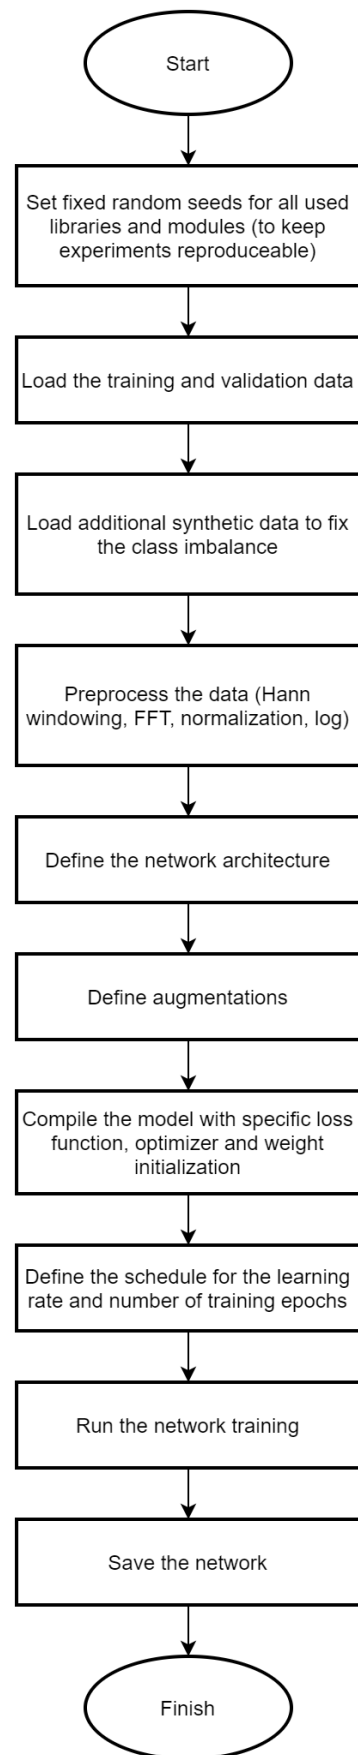 Start
Set fixed random seeds for all used
libraries and modules (to keep
experiments reproduceable)
Load the training and validation data
Load additional synthetic data to fix
the class imbalance
Preprocess the data (Hann
windowing, FFT, normalization, log)
Define the network architecture
Define augmentations
Compile the model with specific loss
function, optimizer and weight
initialization
Define the schedule for the learning
rate and number of training epochs
Run the network training
Save the network
Finish